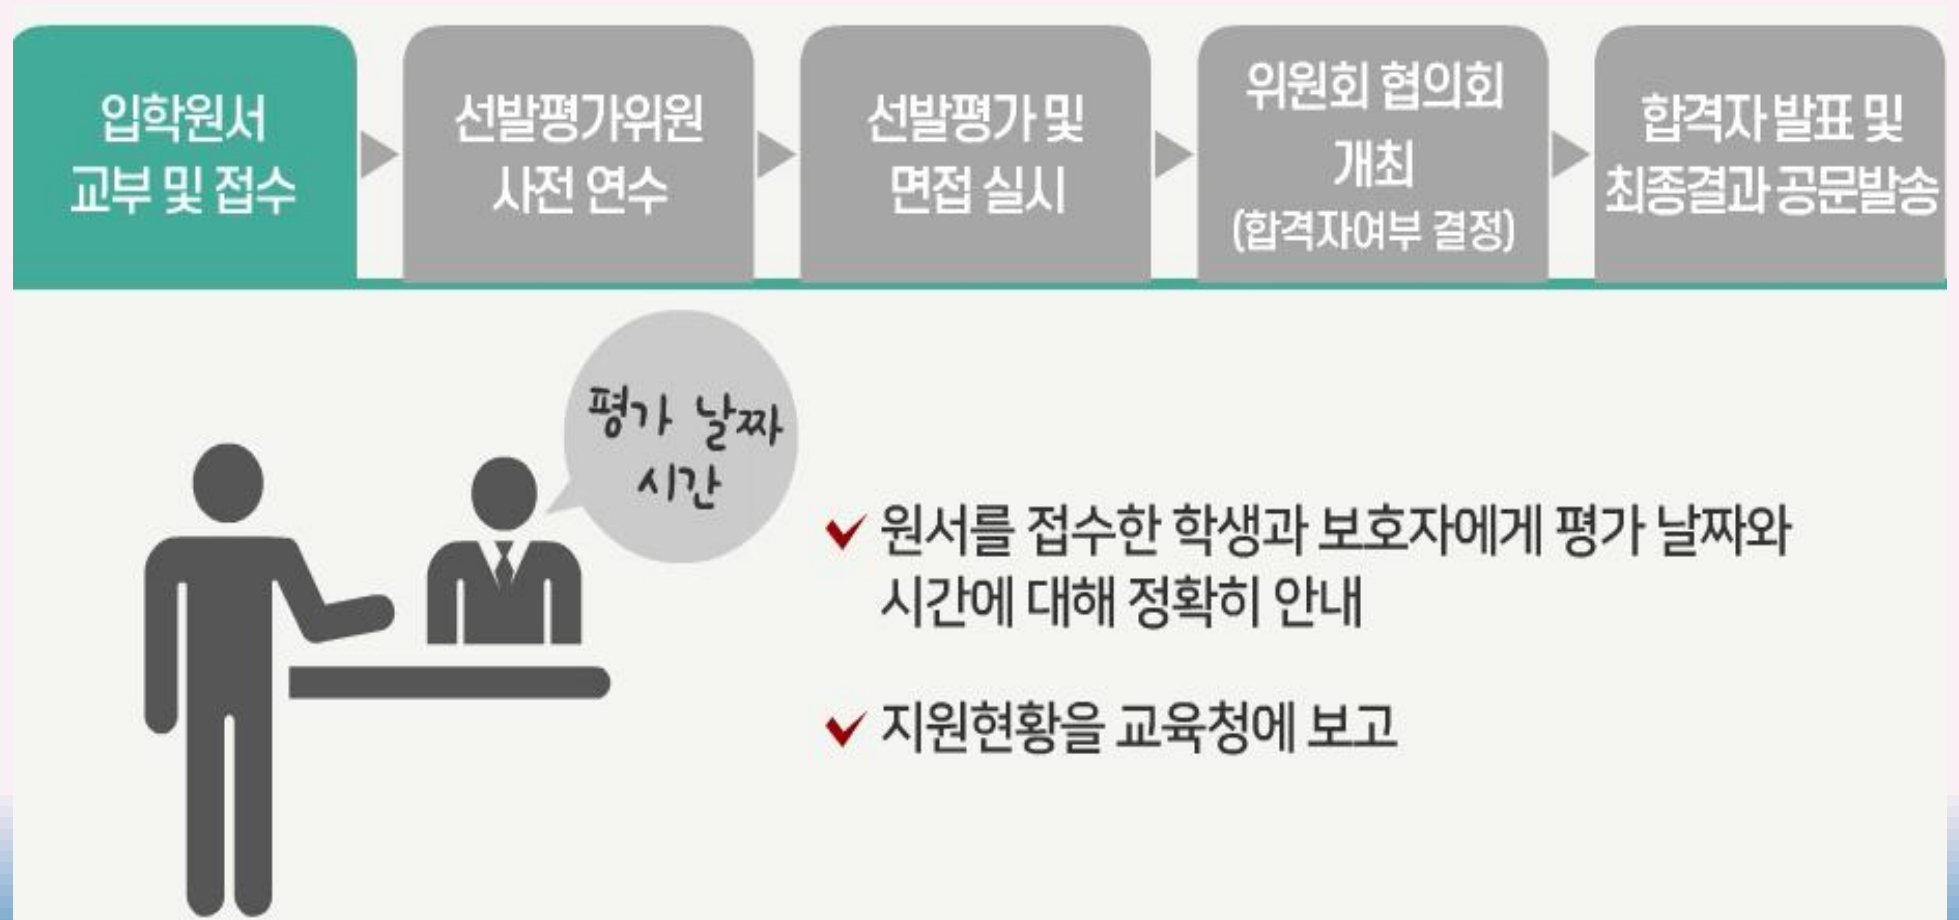 입학원서
교부 및 접수
선발평가위원
사전 연수
선발평가 및
면접 실시
위원회 협의회
개최
(합격자여부 결정)
합격자 발표 및
최종결과 공문발송
평가 날짜
시간
원서를 접수한 학생과 보호자에게 평가 날짜와
시간에 대해 정확히 안내
지원현황을 교육청에 보고